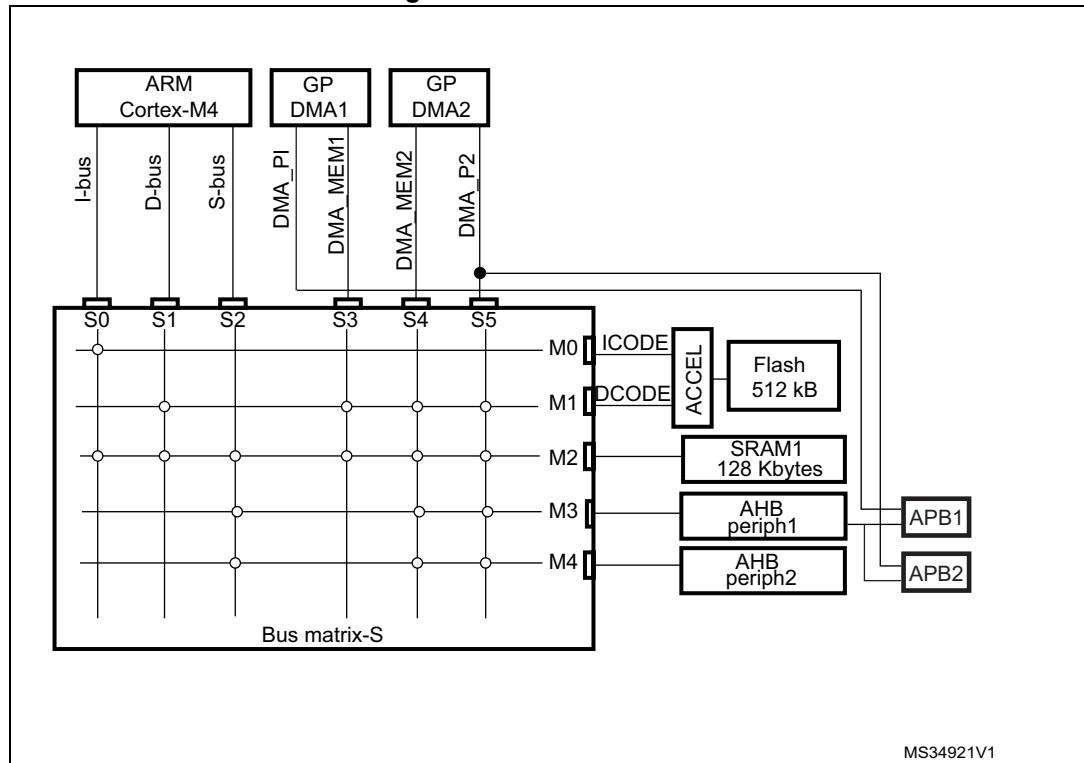 ARM
Cortex-M4
GP
DMA1
GP
DMA2
I-bus
D-bus
S-bus
DMA_PI
DMA_MEM1
DMA_MEM2
DMA_P2
S0 S1 S2 S3 S4 S5
M0 ICODE
M1 DCODE
ACCEL
Flash
512 kB
M2
SRAM1
128 Kbytes
M3
AHB
periph1
APB1
M4
AHB
periph2
APB2
Bus matrix-S
MS34921V1